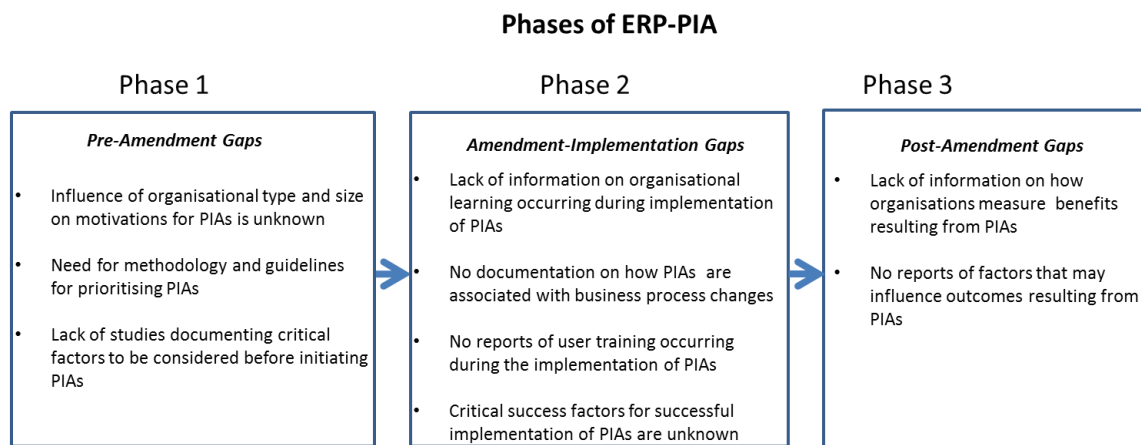 Phases of ERP-PIA
Phase 1
Pre-Amendment Gaps
• Influence of organisational type and size
on motivations for PIAs is unknown
• Need for methodology and guidelines
for prioritising PIAs
• Lack of studies documenting critical
factors to be considered before initiating
PIAs
Phase 2
Amendment-Implementation Gaps
• Lack of information on organisational
learning occurring during implementation
of PIAs
• No documentation on how PIAs are
associated with business process changes
• No reports of user training occurring
during the implementation of PIAs
• Critical success factors for successful
implementation of PIAs are unknown
Phase 3
Post-Amendment Gaps
• Lack of information on how
organisations measure benefits
resulting from PIAs
• No reports of factors that may
influence outcomes resulting from
PIAs